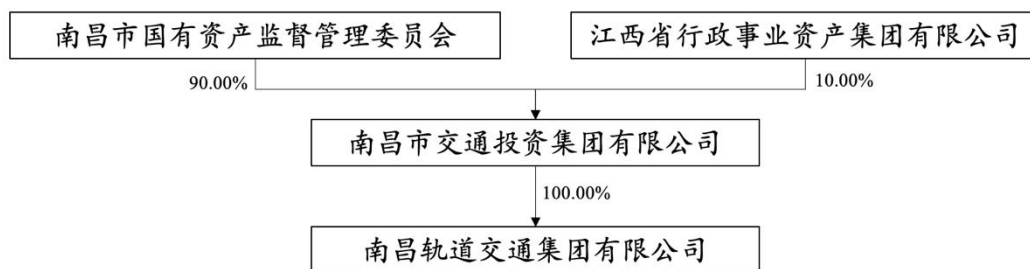 南昌市国有资产监督管理委员会
江西省行政事业资产集团有限公司
90.00%
10.00%
南昌市交通投资集团有限公司
100.00%
南昌轨道交通集团有限公司